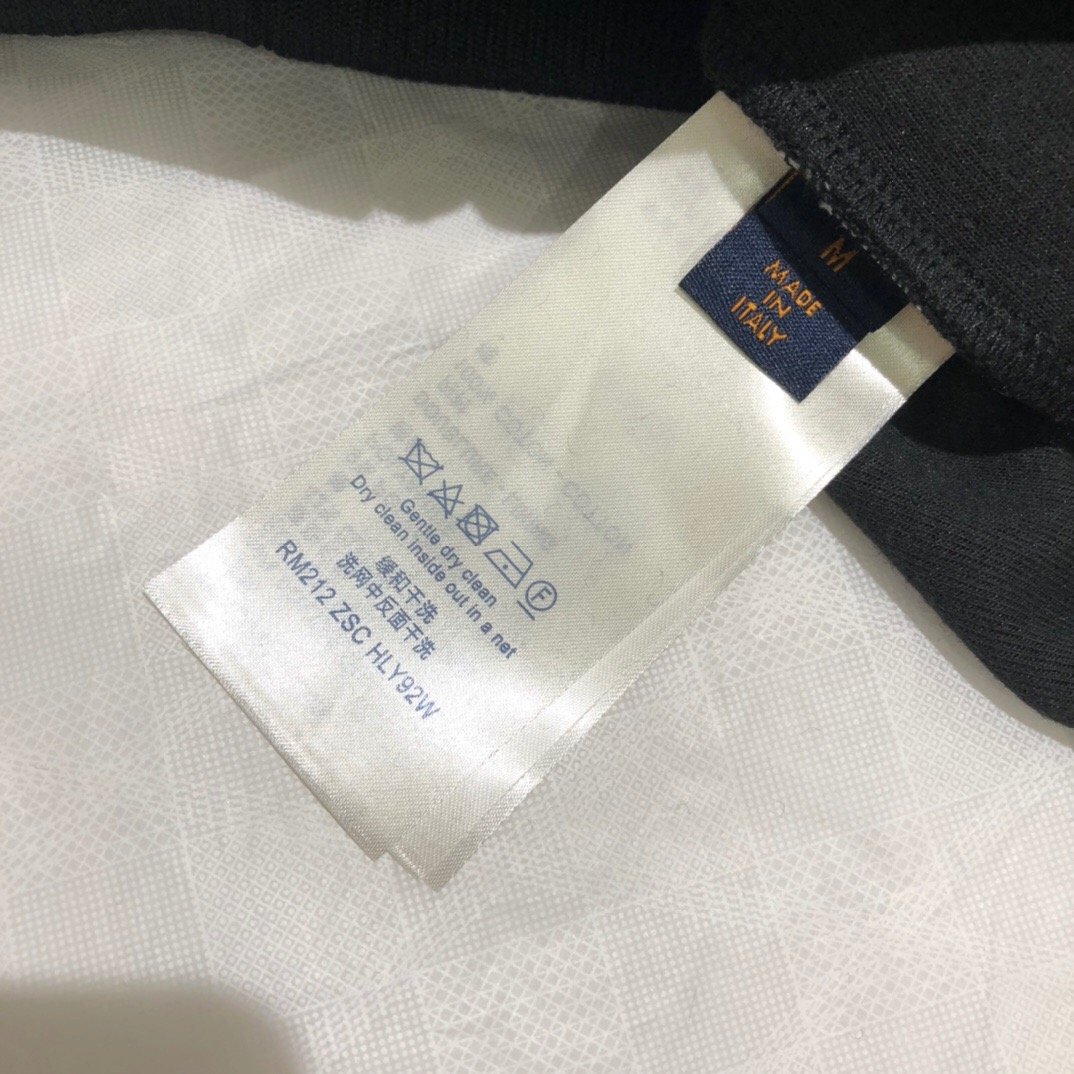 M
MADE
IN
ITALY
F
Gentle dry clean
Dry clean inside out in a net
缓和干洗
洗网中反面干洗
RM212 ZSC HLY92W